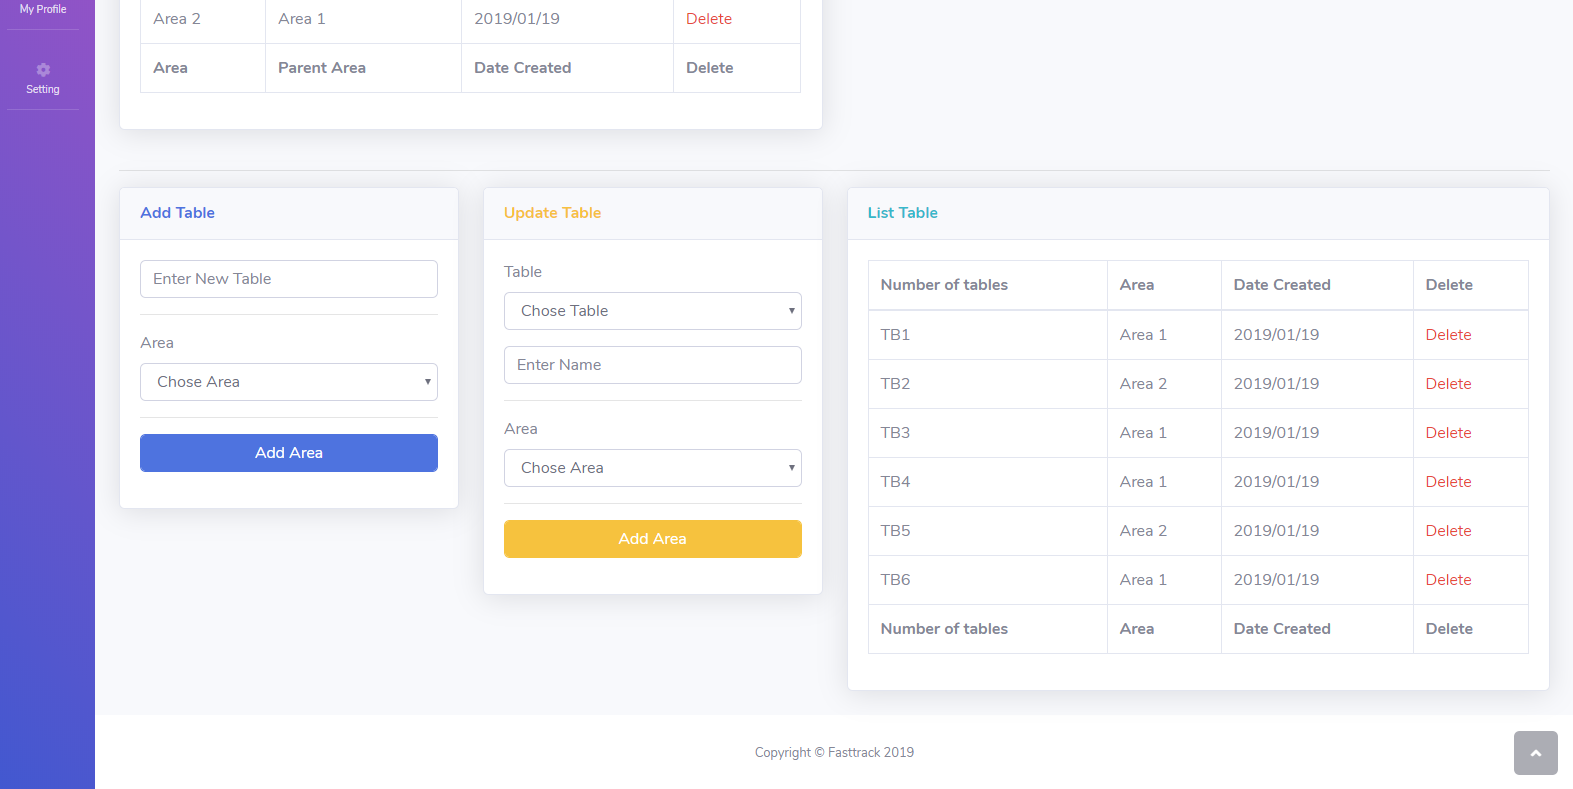 My Profile
Setting
Area 2 Area 1 2019/01/19 Delete
Area Parent Area Date Created Delete
Add Table
Enter New Table
Area
Chose Area
Add Area
Update Table
Table
Chose Table
Enter Name
Area
Chose Area
Add Area
List Table
Number of tables Area Date Created Delete
TB1 Area 1 2019/01/19 Delete
TB2 Area 2 2019/01/19 Delete
TB3 Area 1 2019/01/19 Delete
TB4 Area 1 2019/01/19 Delete
TB5 Area 2 2019/01/19 Delete
TB6 Area 1 2019/01/19 Delete
Number of tables Area Date Created Delete
Copyright © Fasttrack 2019